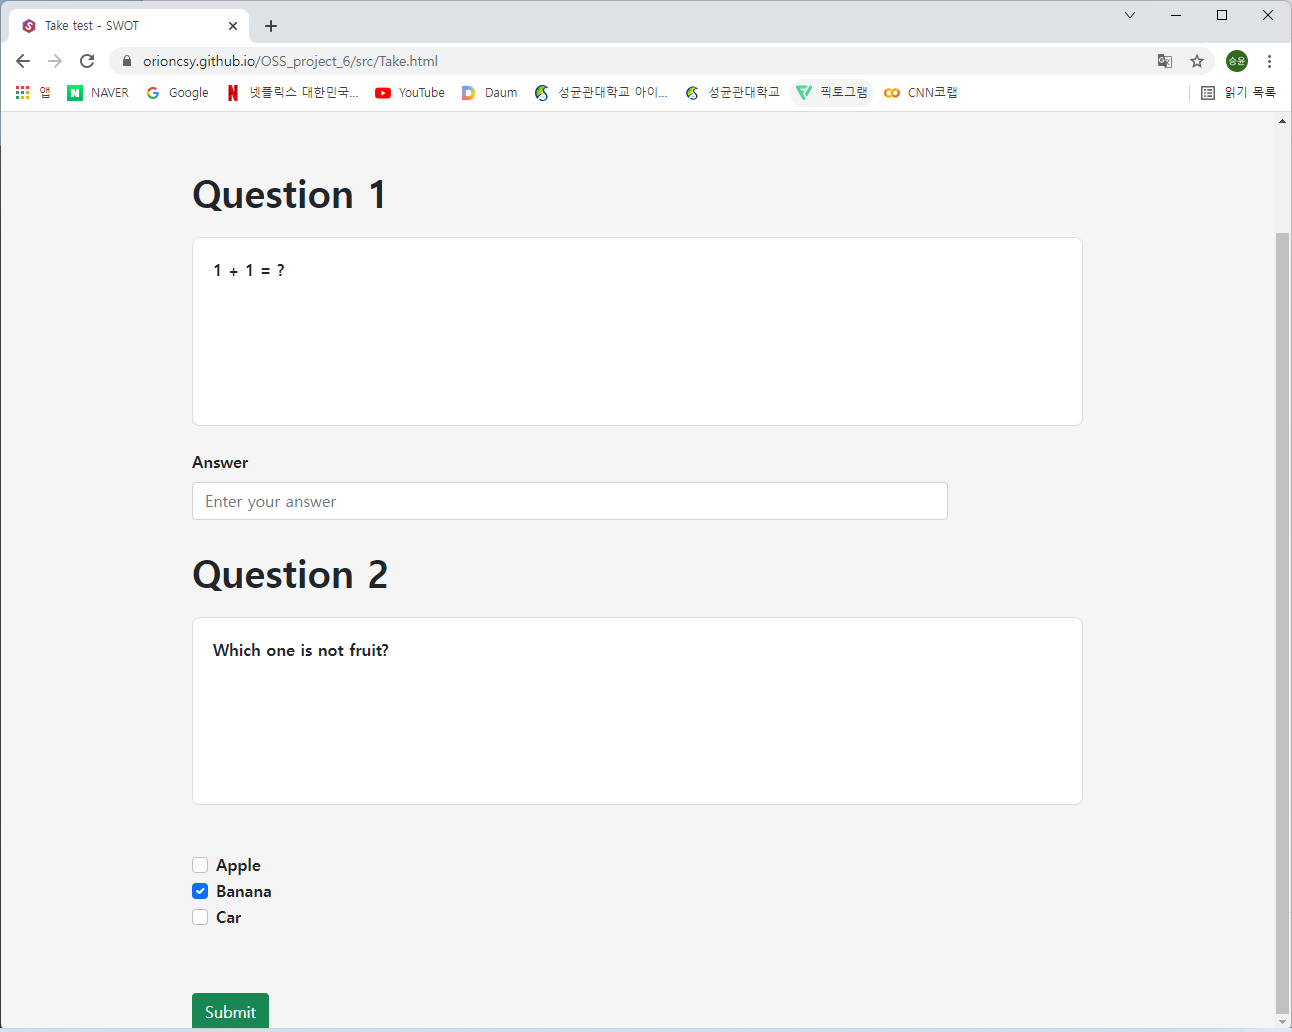 Take test - SWOT
orioncsy.github.io/OSS_project_6/src/Take.html
승윤
앱 NAVER Google 넷플릭스 대한민국... YouTube Daum 성균관대학교 아이... 성균관대학교 픽토그램 CNN코랩 읽기 목록
Question 1
1 + 1 = ?
Answer
Enter your answer
Question 2
Which one is not fruit?
Apple
Banana
Car
Submit